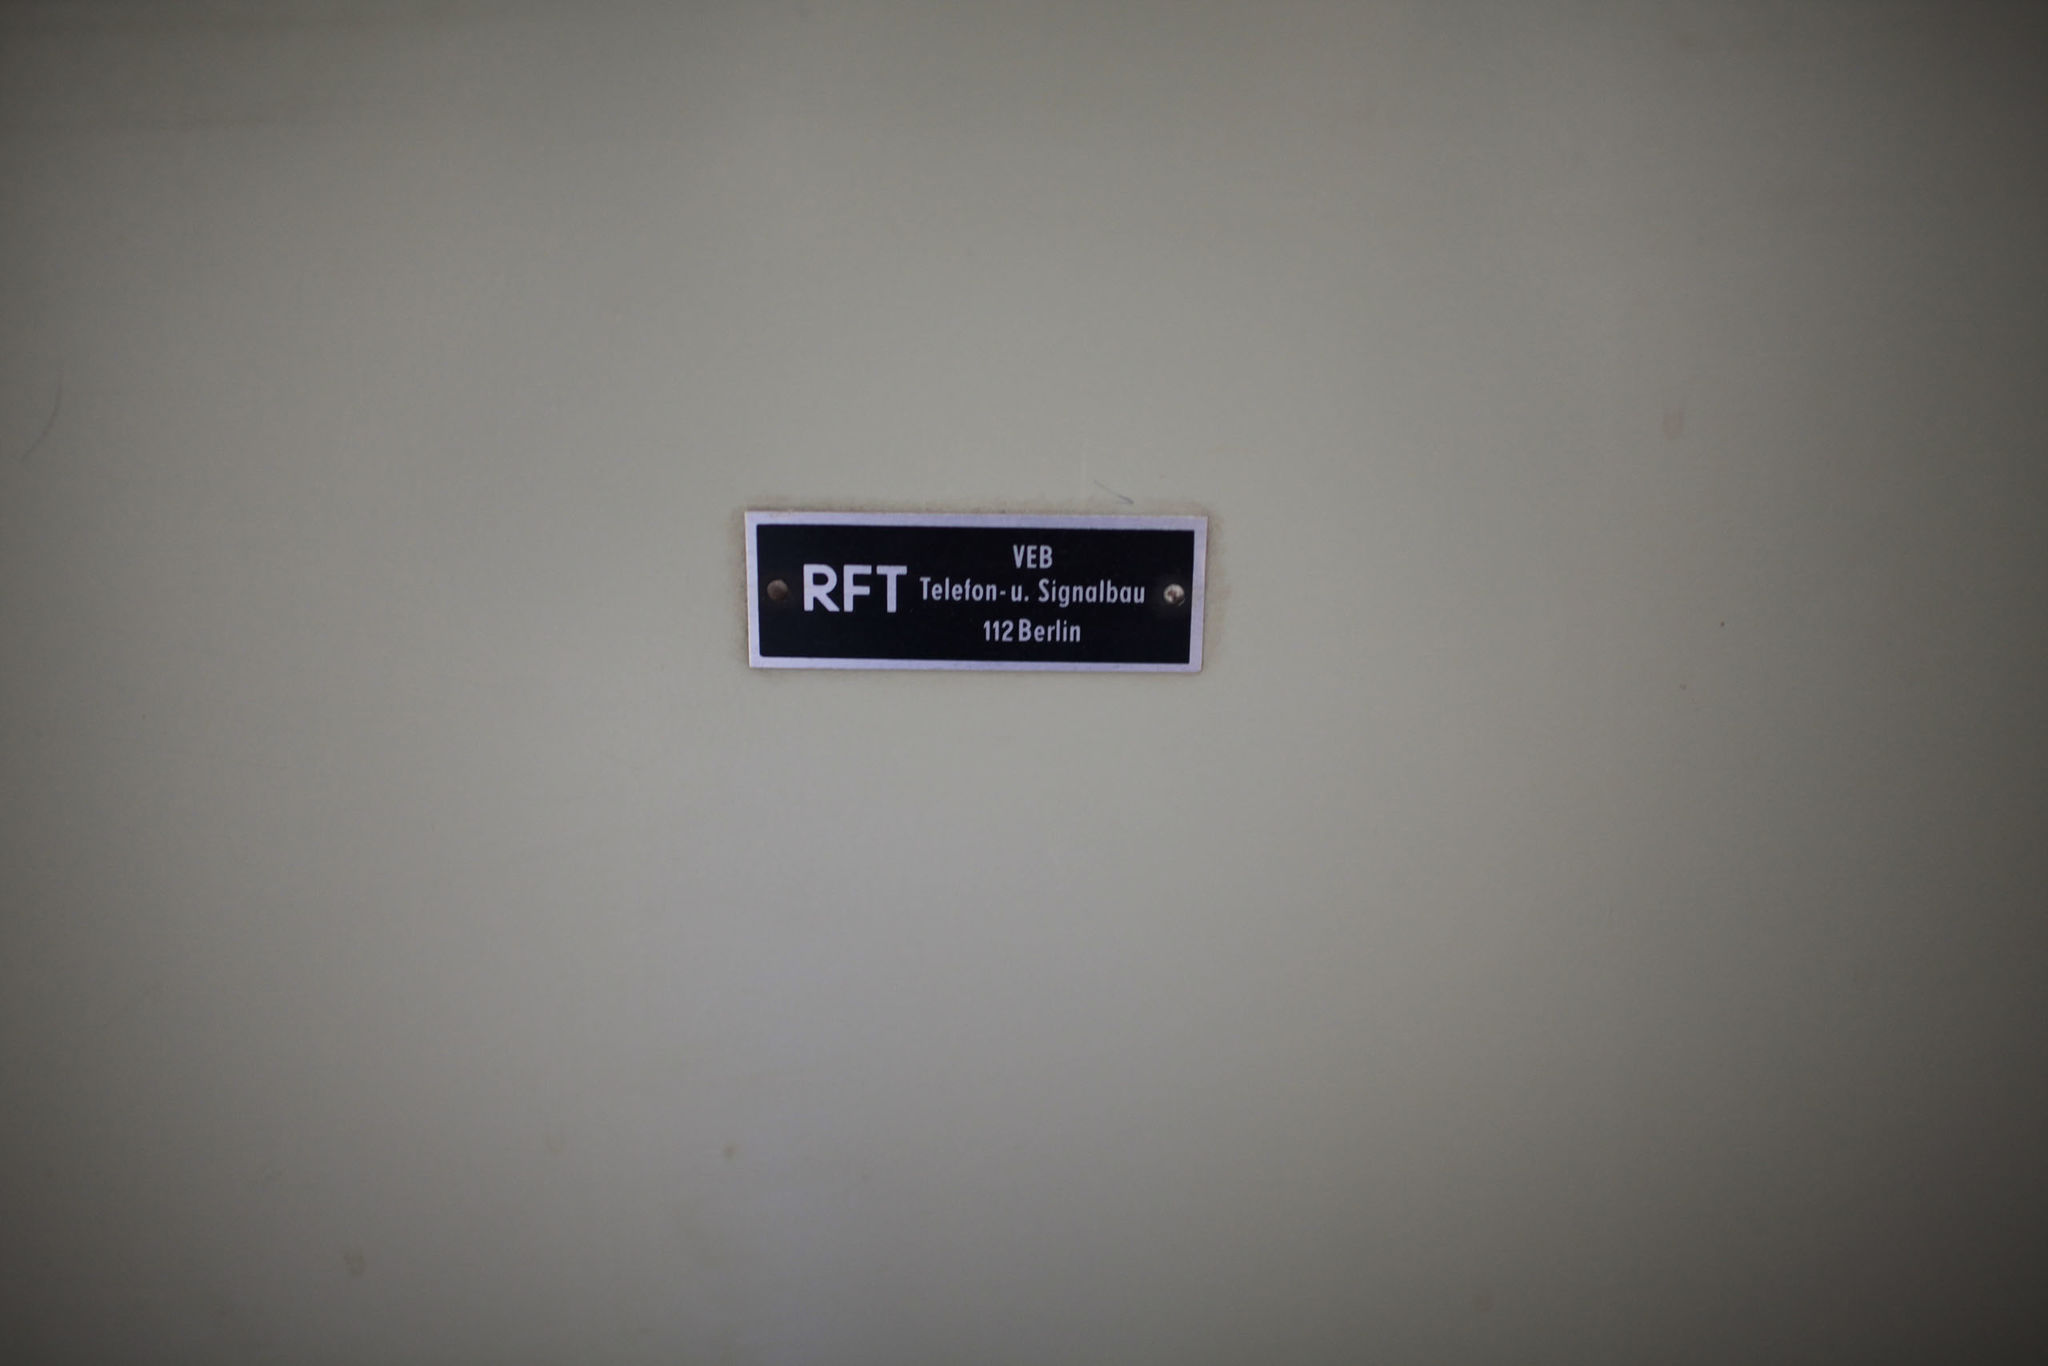 RFT
VEB
Telefon- u. Signalbau
112 Berlin